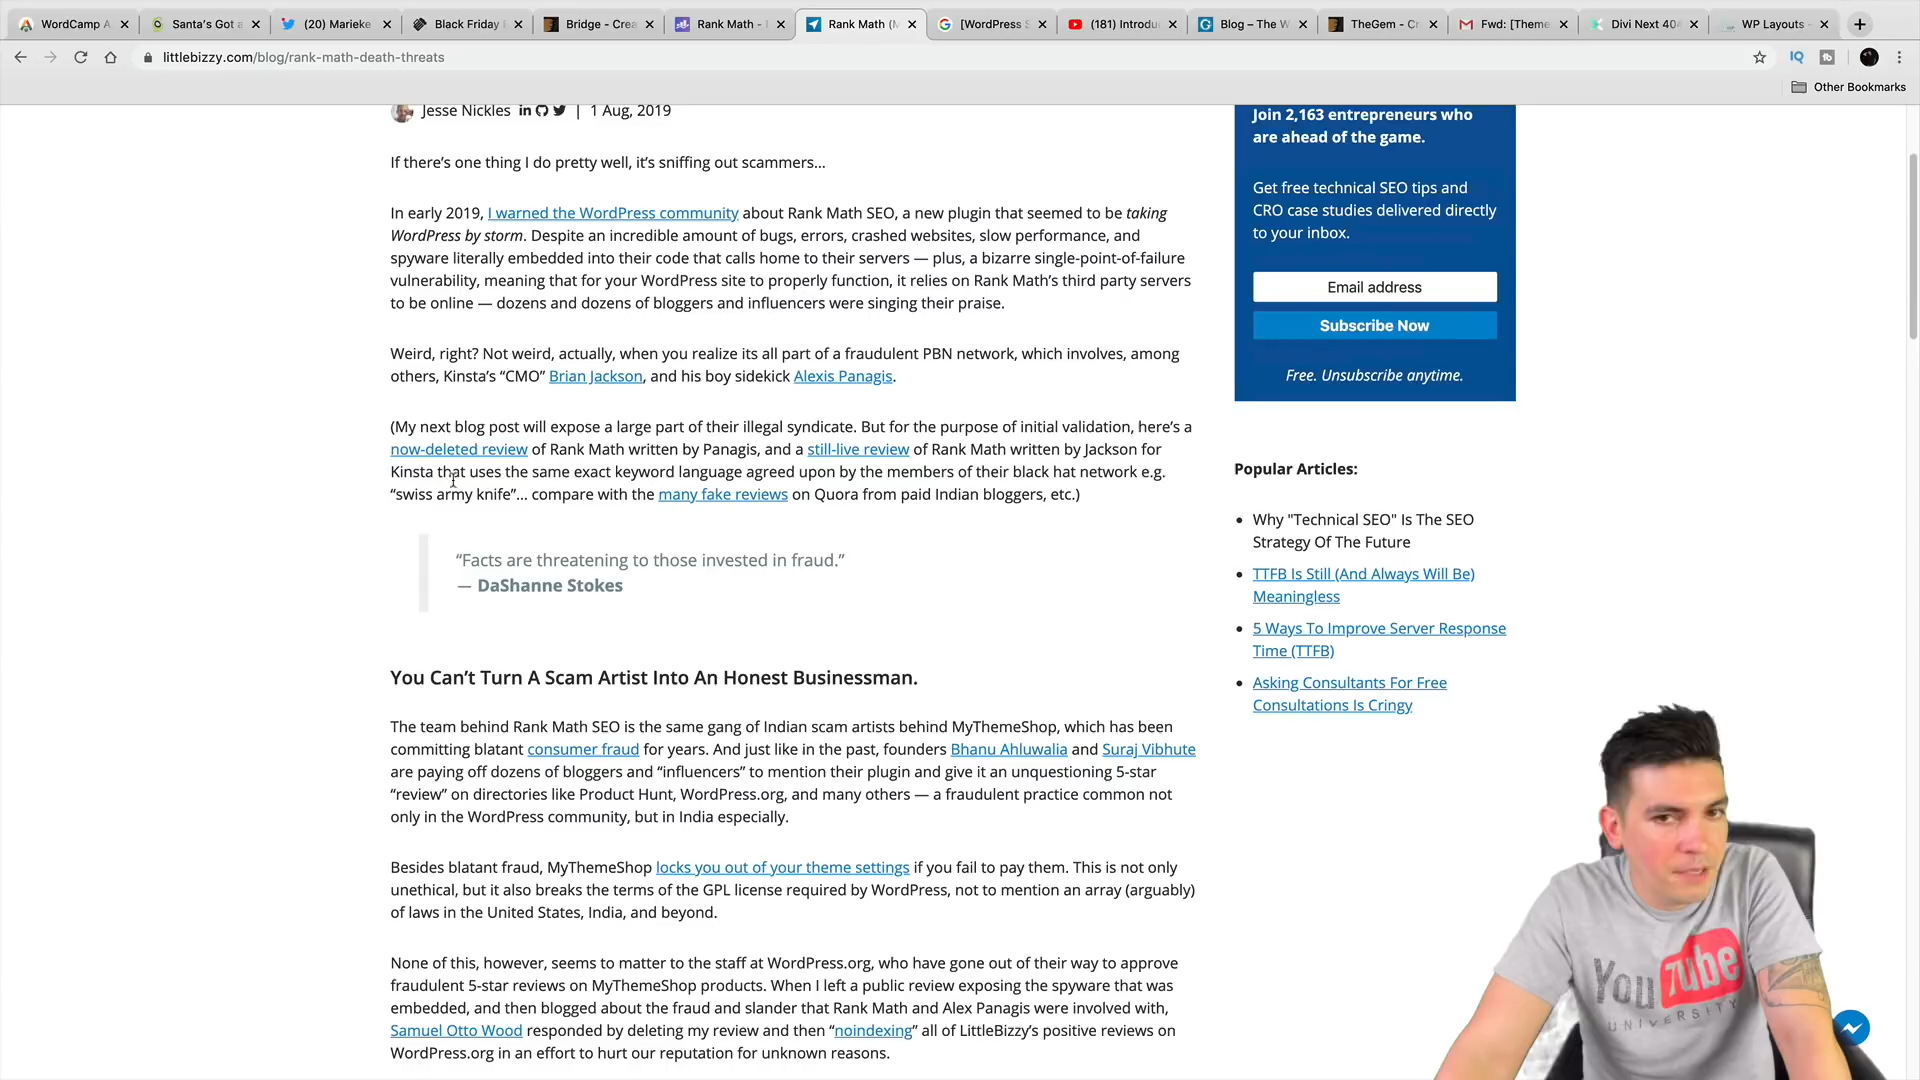 WordCamp A
Santa's Got a
(20) Marieke
Black Friday
Bridge - Crea
Rank Math -
Rank Math (M
[WordPress S
(181) Introdu
Blog – The W
TheGem - Cr
Fwd: [Theme
Divi Next 40
WP Layouts
littlebizzy.com/blog/rank-math-death-threats
IQ
Other Bookmarks
Jesse Nickles in | 1 Aug, 2019
If there's one thing I do pretty well, it's sniffing out scammers...
In early 2019, I warned the WordPress community about Rank Math SEO, a new plugin that seemed to be taking
WordPress by storm. Despite an incredible amount of bugs, errors, crashed websites, slow performance, and
spyware literally embedded into their code that calls home to their servers — plus, a bizarre single-point-of-failure
vulnerability, meaning that for your WordPress site to properly function, it relies on Rank Math's third party servers
to be online — dozens and dozens of bloggers and influencers were singing their praise.
Weird, right? Not weird, actually, when you realize its all part of a fraudulent PBN network, which involves, among
others, Kinsta's “CMO” Brian Jackson, and his boy sidekick Alexis Panagis.
(My next blog post will expose a large part of their illegal syndicate. But for the purpose of initial validation, here's a
now-deleted review of Rank Math written by Panagis, and a still-live review of Rank Math written by Jackson for
Kinsta that uses the same exact keyword language agreed upon by the members of their black hat network e.g.
“swiss army knife”... compare with the many fake reviews on Quora from paid Indian bloggers, etc.)
“Facts are threatening to those invested in fraud.”
— DaShanne Stokes
You Can't Turn A Scam Artist Into An Honest Businessman.
The team behind Rank Math SEO is the same gang of Indian scam artists behind MyThemeShop, which has been
committing blatant consumer fraud for years. And just like in the past, founders Bhanu Ahluwalia and Suraj Vibhute
are paying off dozens of bloggers and “influencers” to mention their plugin and give it an unquestioning 5-star
“review” on directories like Product Hunt, WordPress.org, and many others — a fraudulent practice common not
only in the WordPress community, but in India especially.
Besides blatant fraud, MyThemeShop locks you out of your theme settings if you fail to pay them. This is not only
unethical, but it also breaks the terms of the GPL license required by WordPress, not to mention an array (arguably)
of laws in the United States, India, and beyond.
None of this, however, seems to matter to the staff at WordPress.org, who have gone out of their way to approve
fraudulent 5-star reviews on MyThemeShop products. When I left a public review exposing the spyware that was
embedded, and then blogged about the fraud and slander that Rank Math and Alex Panagis were involved with,
Samuel Otto Wood responded by deleting my review and then “noindexing” all of LittleBizzy's positive reviews on
WordPress.org in an effort to hurt our reputation for unknown reasons.
Join 2,163 entrepreneurs who
are ahead of the game.
Get free technical SEO tips and
CRO case studies delivered directly
to your inbox.
Email address
Subscribe Now
Free. Unsubscribe anytime.
Popular Articles:
Why "Technical SEO" Is The SEO
Strategy Of The Future
TTFB Is Still (And Always Will Be)
Meaningless
5 Ways To Improve Server Response
Time (TTFB)
Asking Consultants For Free
Consultations Is Cringy
You Tube
UNIVERSITY